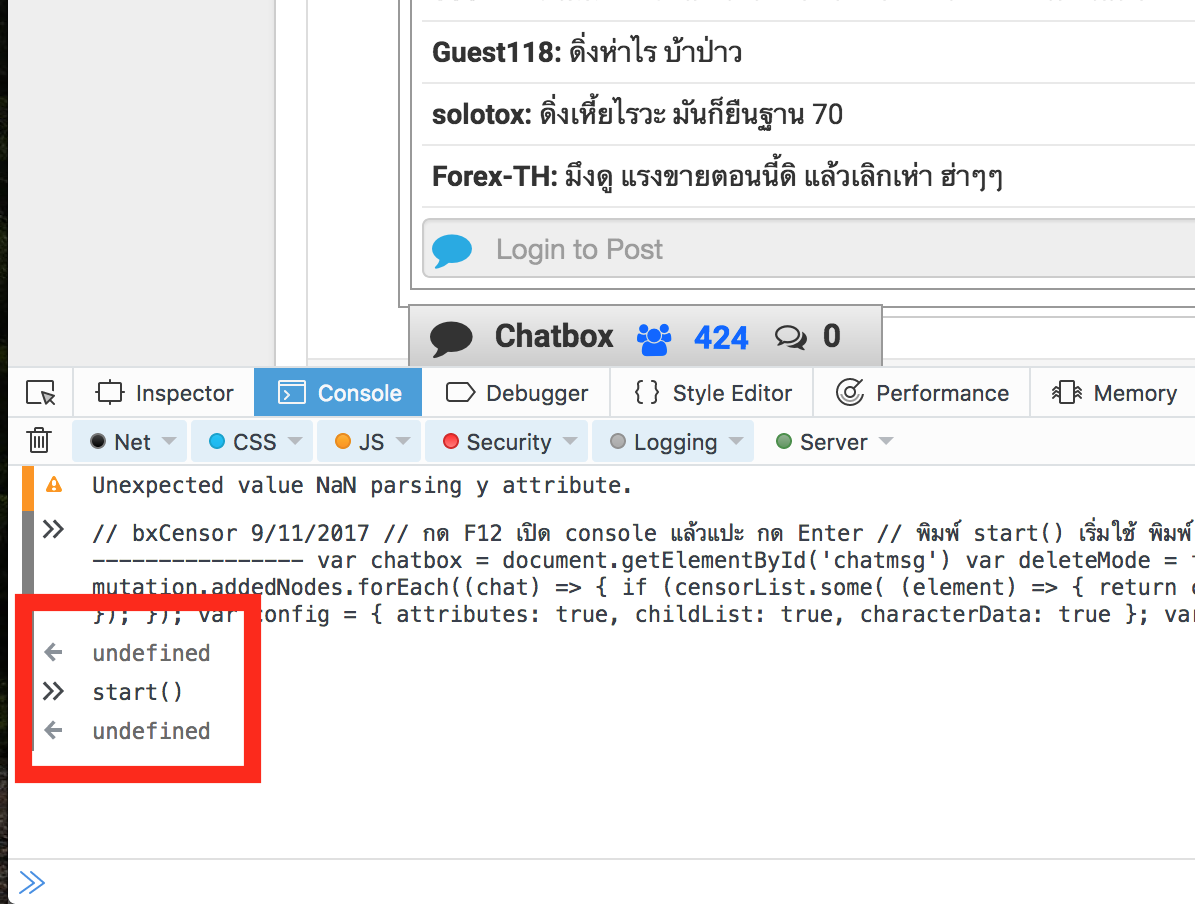 Guest118: ดิ่งห่าไร บ้าป่าว
solotox: ดิ่งเหี้ยไรวะ มันก็ยืนฐาน 70
Forex-TH: มึงดู แรงขายตอนนี้ดิ แล้วเลิกเห่า ฮ่าๆๆ
Login to Post
Chatbox 424 0
Inspector Console Debugger { } Style Editor Performance Memory
Net CSS JS Security Logging Server
Unexpected value NaN parsing y attribute.
// bxCensor 9/11/2017 // กด F12 เปิด console แล้วแปะ กด Enter // พิมพ์ start() เริ่มใช้ พิมพ์
---------------- var chatbox = document.getElementById('chatmsg') var deleteMode =
mutation.addedNodes.forEach((chat) => { if (censorList.some( (element) => { return
}); }); var config = { attributes: true, childList: true, characterData: true }; var
undefined
start()
undefined